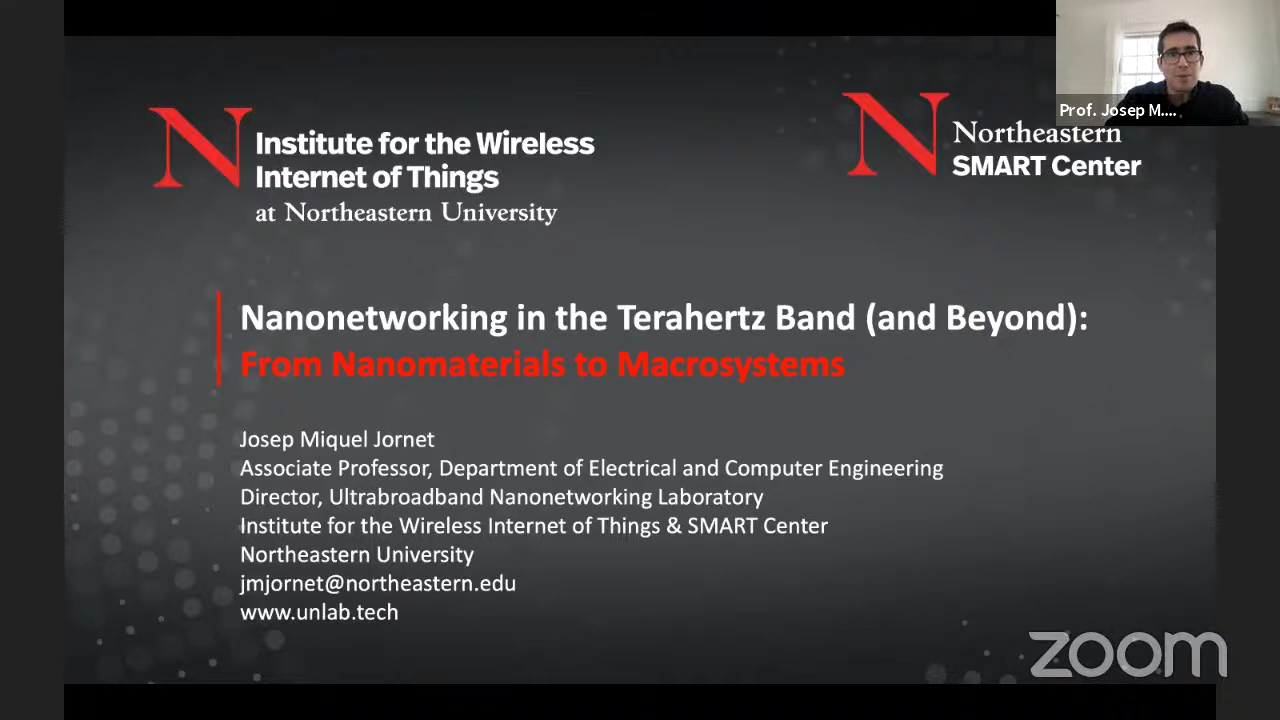 Prof. Josep M....
N
Institute for the Wireless
Internet of Things
at Northeastern University
N
Northeastern
SMART Center
Nanonetworking in the Terahertz Band (and Beyond):
From Nanomaterials to Macrosystems
Josep Miquel Jornet
Associate Professor, Department of Electrical and Computer Engineering
Director, Ultrabroadband Nanonetworking Laboratory
Institute for the Wireless Internet of Things & SMART Center
Northeastern University
jmjornet@northeastern.edu
www.unlab.tech
zoom